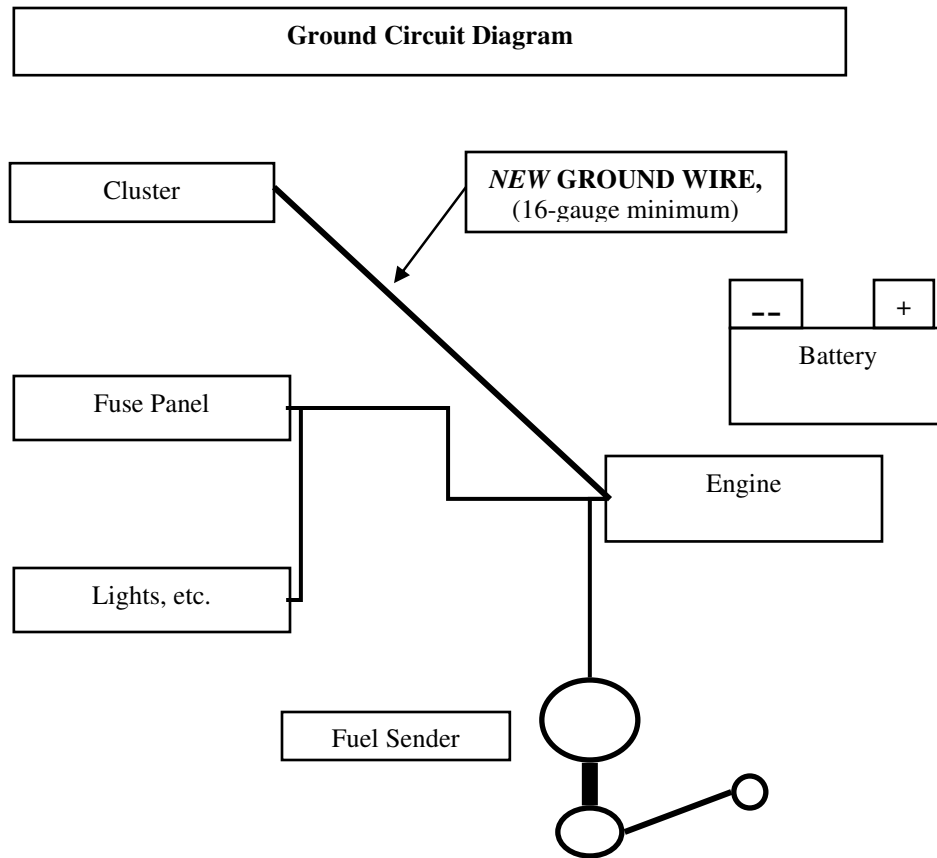 Ground Circuit Diagram
Cluster
NEW GROUND WIRE,
(16-gauge minimum)
-- +
Battery
Fuse Panel
Engine
Lights, etc.
Fuel Sender